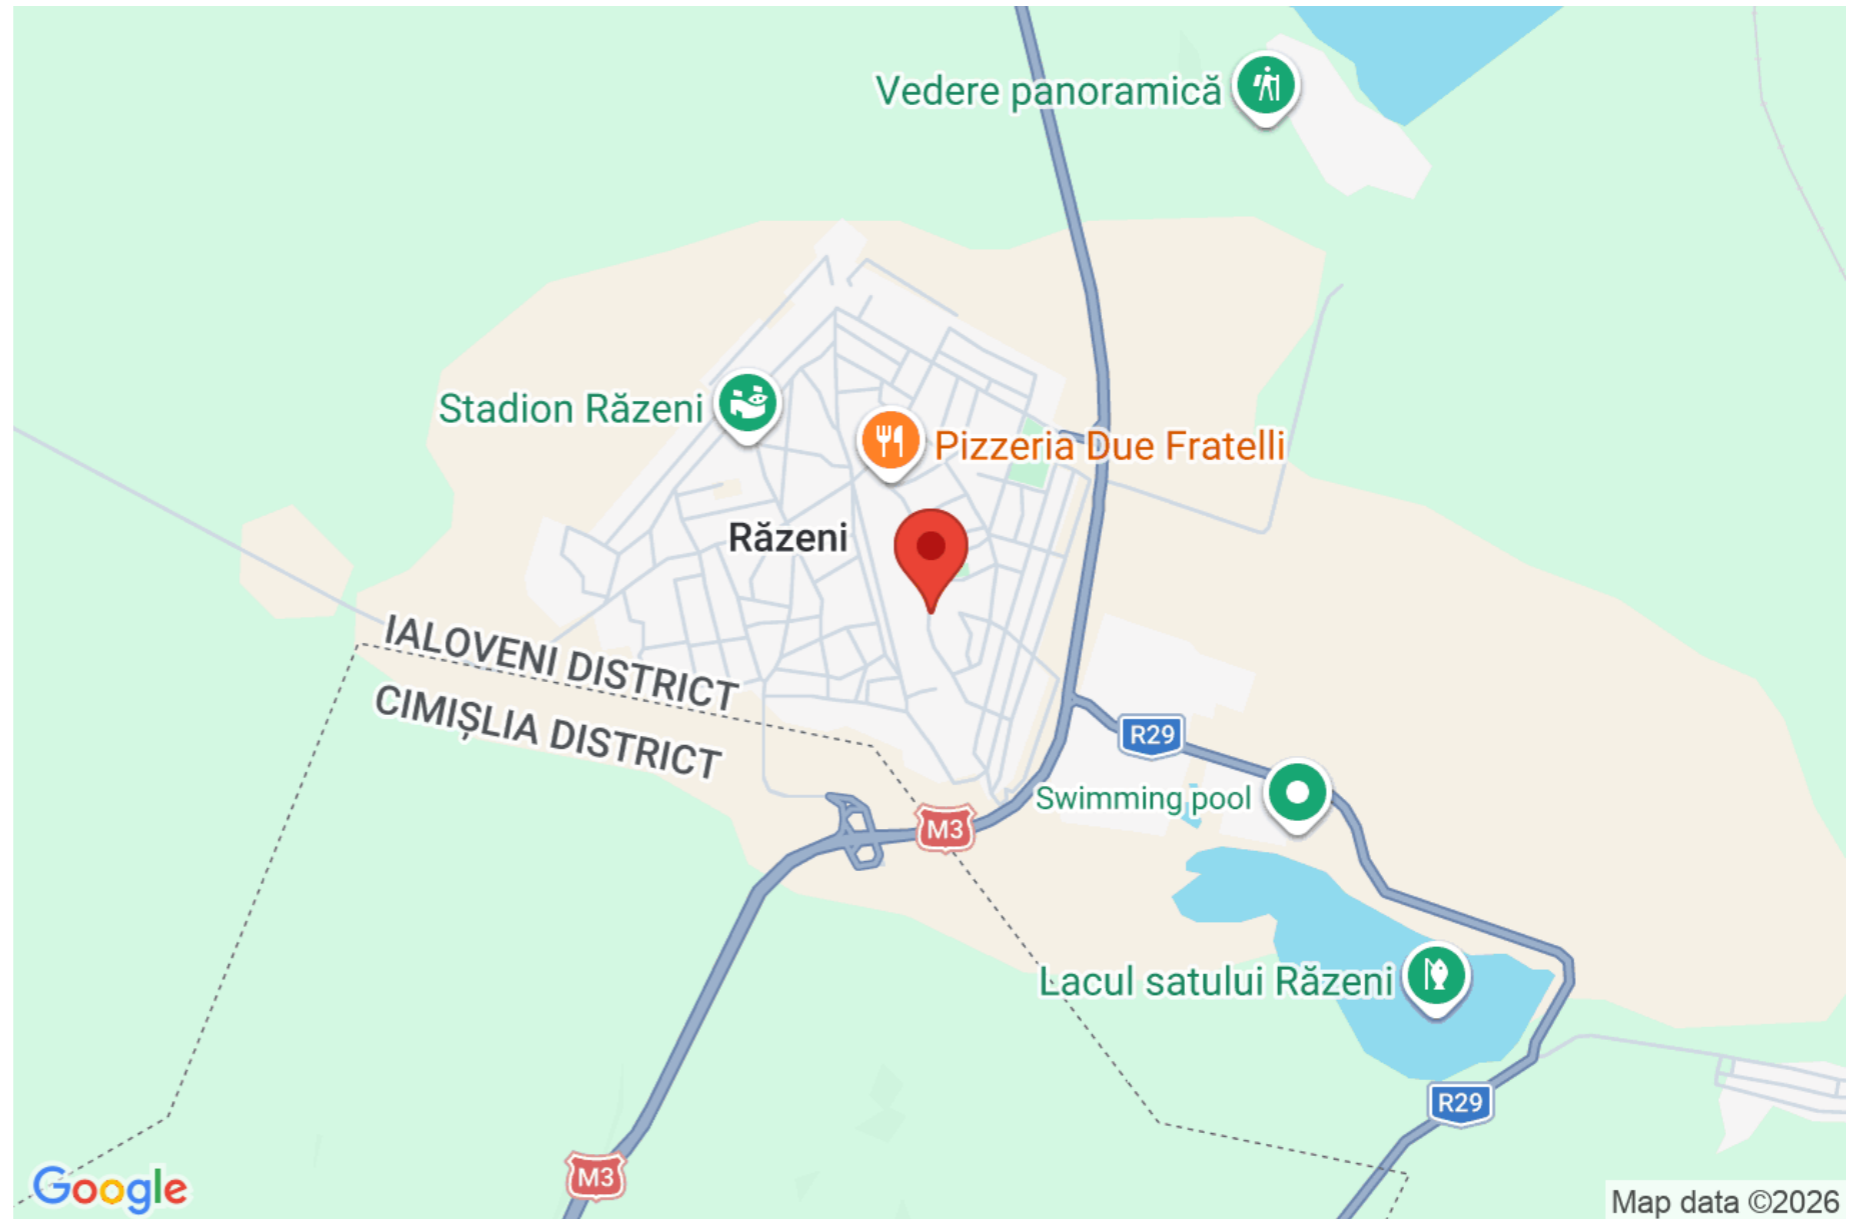 Vedere panoramică
Stadion Răzeni
Pizzeria Due Fratelli
Răzeni
IALOVENI DISTRICT
CIMIȘLIA DISTRICT
R29
Swimming pool
M3
Lacul satului Răzeni
R29
M3
Google
Map data ©2026